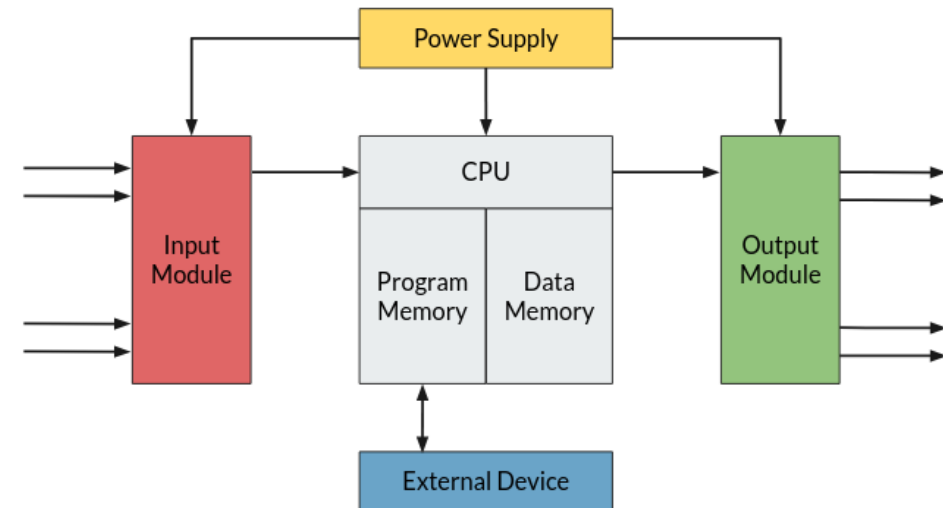 Power Supply
CPU
Input
Module
Program
Memory
Data
Memory
Output
Module
External Device